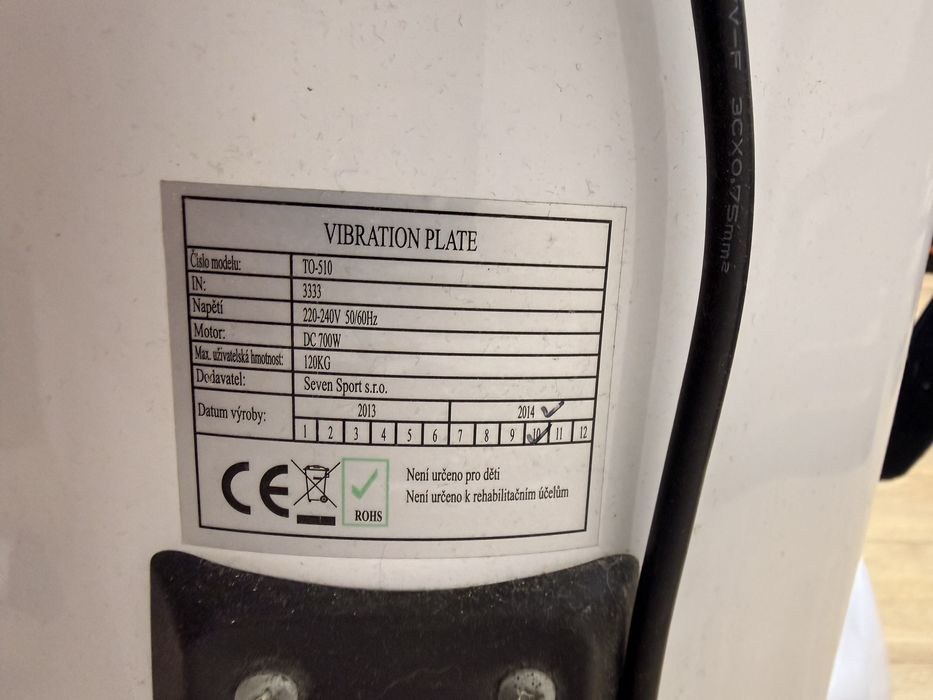 VIBRATION PLATE
Číslo modelu: TO-510
IN: 3333
Napětí 220-240V 50/60Hz
Motor: DC 700W
Max. uživatelská hmotnost: 120KG
Dodavatel: Seven Sport s.r.o.
Datum výroby: 2013 2014
1 2 3 4 5 6 7 8 9 10 11 12
CE
ROHS
Není určeno pro děti
Není určeno k rehabilitačním účelům
V-F 3CX0.75mm²